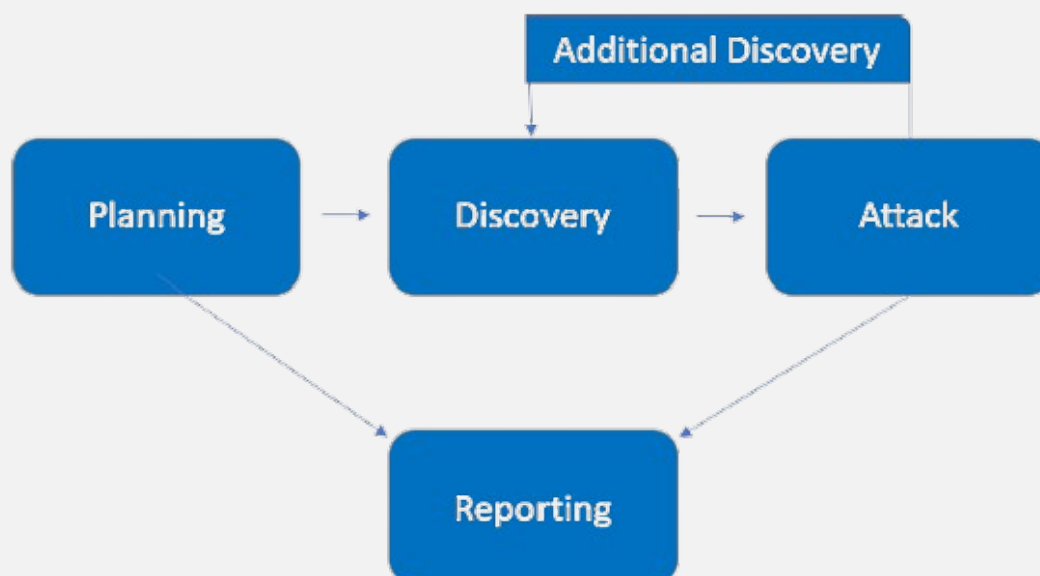 Additional Discovery
Planning
Discovery
Attack
Reporting